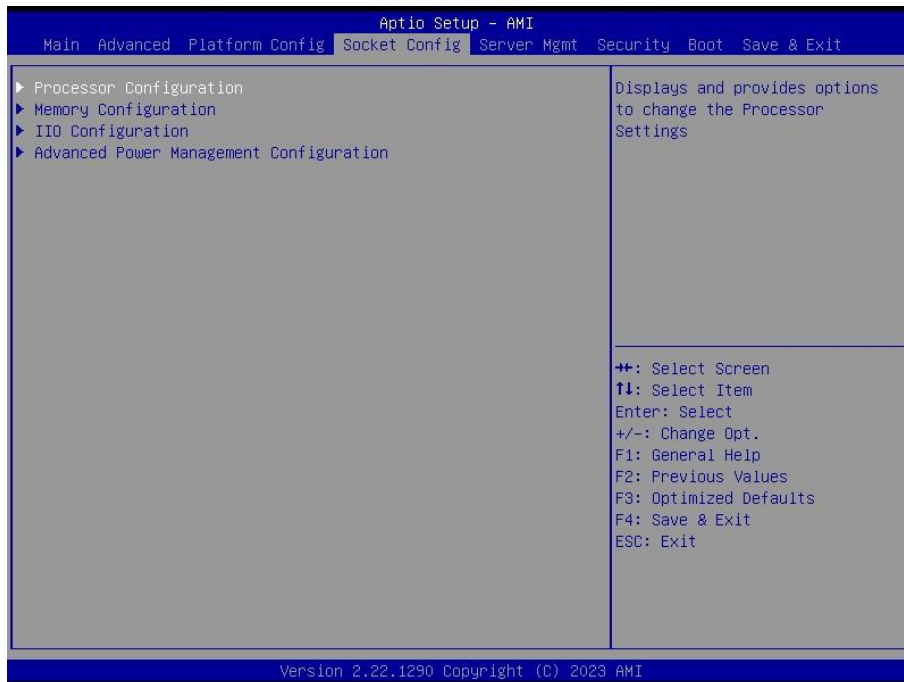 Aptio Setup – AMI
Main Advanced Platform Config Socket Config Server Mgmt Security Boot Save & Exit
▶ Processor Configuration
▶ Memory Configuration
▶ IIO Configuration
▶ Advanced Power Management Configuration
Displays and provides options
to change the Processor
Settings
→←: Select Screen
↑↓: Select Item
Enter: Select
+/-: Change Opt.
F1: General Help
F2: Previous Values
F3: Optimized Defaults
F4: Save & Exit
ESC: Exit
Version 2.22.1290 Copyright (C) 2023 AMI